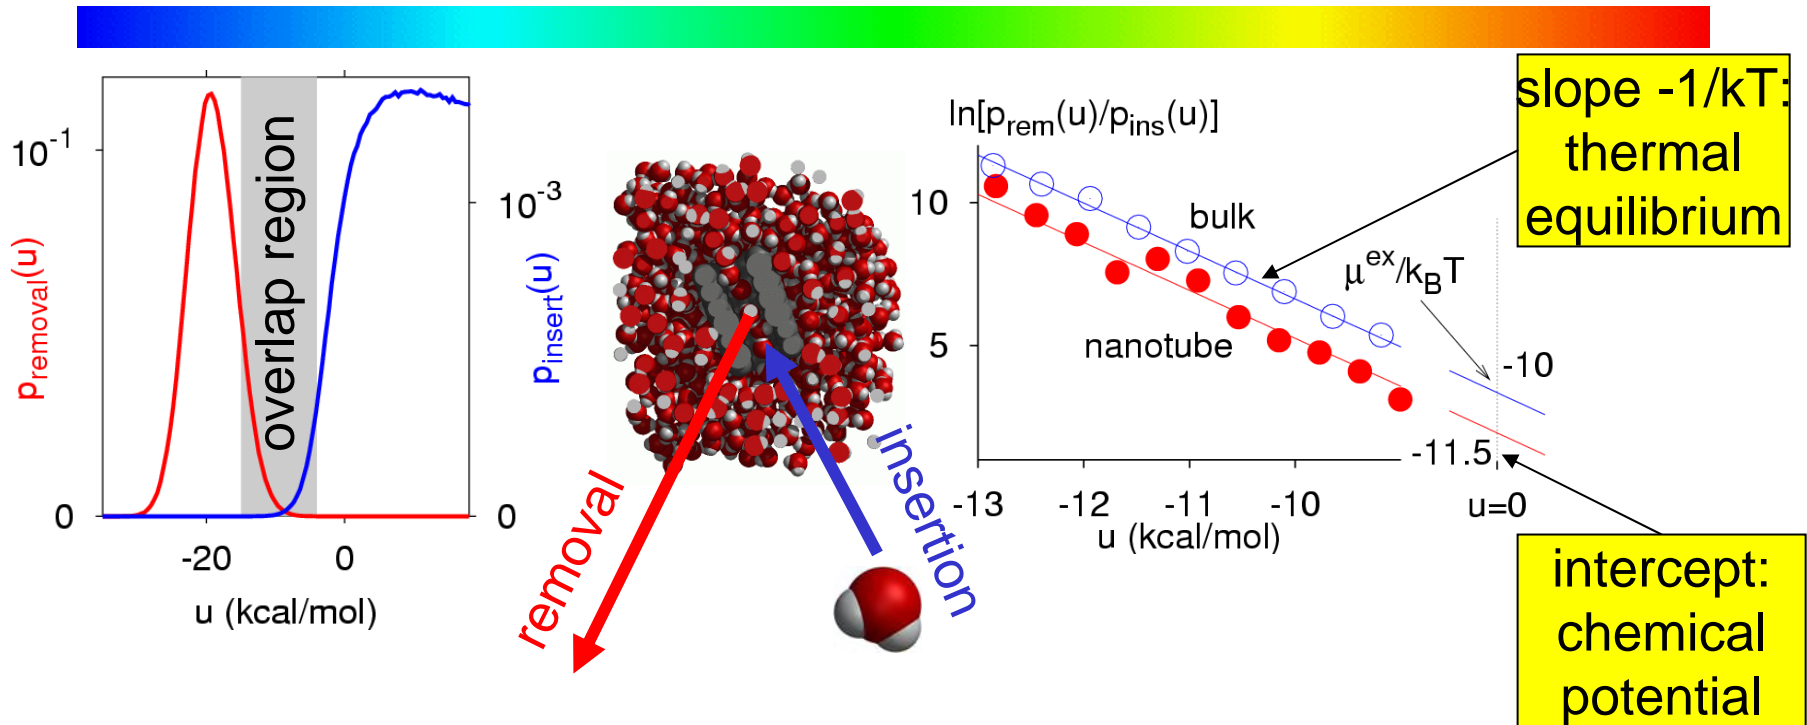 10^-1
0
p_removal(u)
overlap region
-20 0
u (kcal/mol)
10^-3
0
p_insert(u)
removal
insertion
ln[p_rem(u)/p_ins(u)]
10
5
bulk
nanotube
-13 -12 -11 -10
u (kcal/mol)
μ^ex/k_BT
-10
-11.5
u=0
slope -1/kT:
thermal
equilibrium
intercept:
chemical
potential